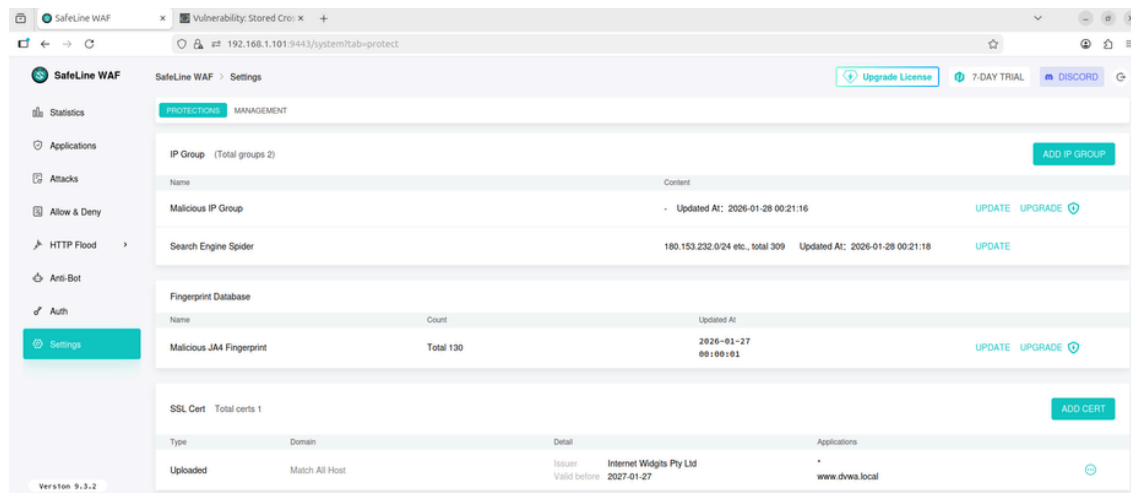 SafeLine WAF
Vulnerability: Stored Cro
192.168.1.101:9443/system?tab=protect
SafeLine WAF
SafeLine WAF > Settings
Upgrade License
7-DAY TRIAL
DISCORD
Statistics
Applications
Attacks
Allow & Deny
HTTP Flood
Anti-Bot
Auth
Settings
Version 9.3.2
PROTECTIONS MANAGEMENT
IP Group (Total groups 2)
ADD IP GROUP
Name Content
Malicious IP Group - Updated At: 2026-01-28 00:21:16 UPDATE UPGRADE
Search Engine Spider 180.153.232.0/24 etc., total 309 Updated At: 2026-01-28 00:21:18 UPDATE
Fingerprint Database
Name Count Updated At
Malicious JA4 Fingerprint Total 130 2026-01-27 UPDATE UPGRADE
00:00:01
SSL Cert Total certs 1
ADD CERT
Type Domain Detail Applications
Uploaded Match All Host Issuer Internet Widgits Pty Ltd *
Valid before 2027-01-27 www.dvwa.local